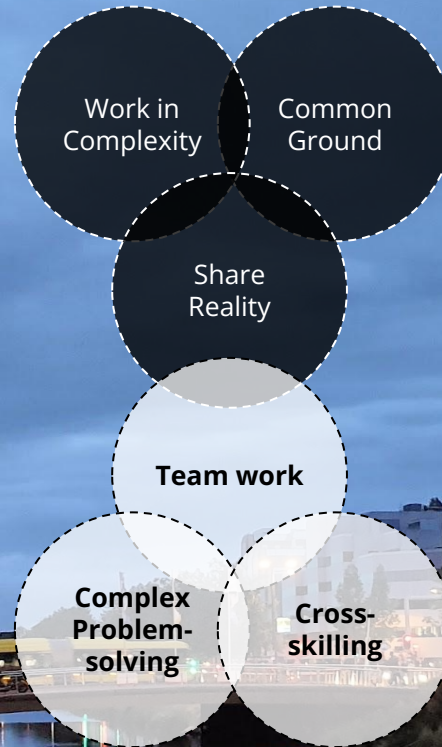 Work in
Complexity
Common
Ground
Share
Reality
Team work
Complex
Problem-
solving
Cross-
skilling